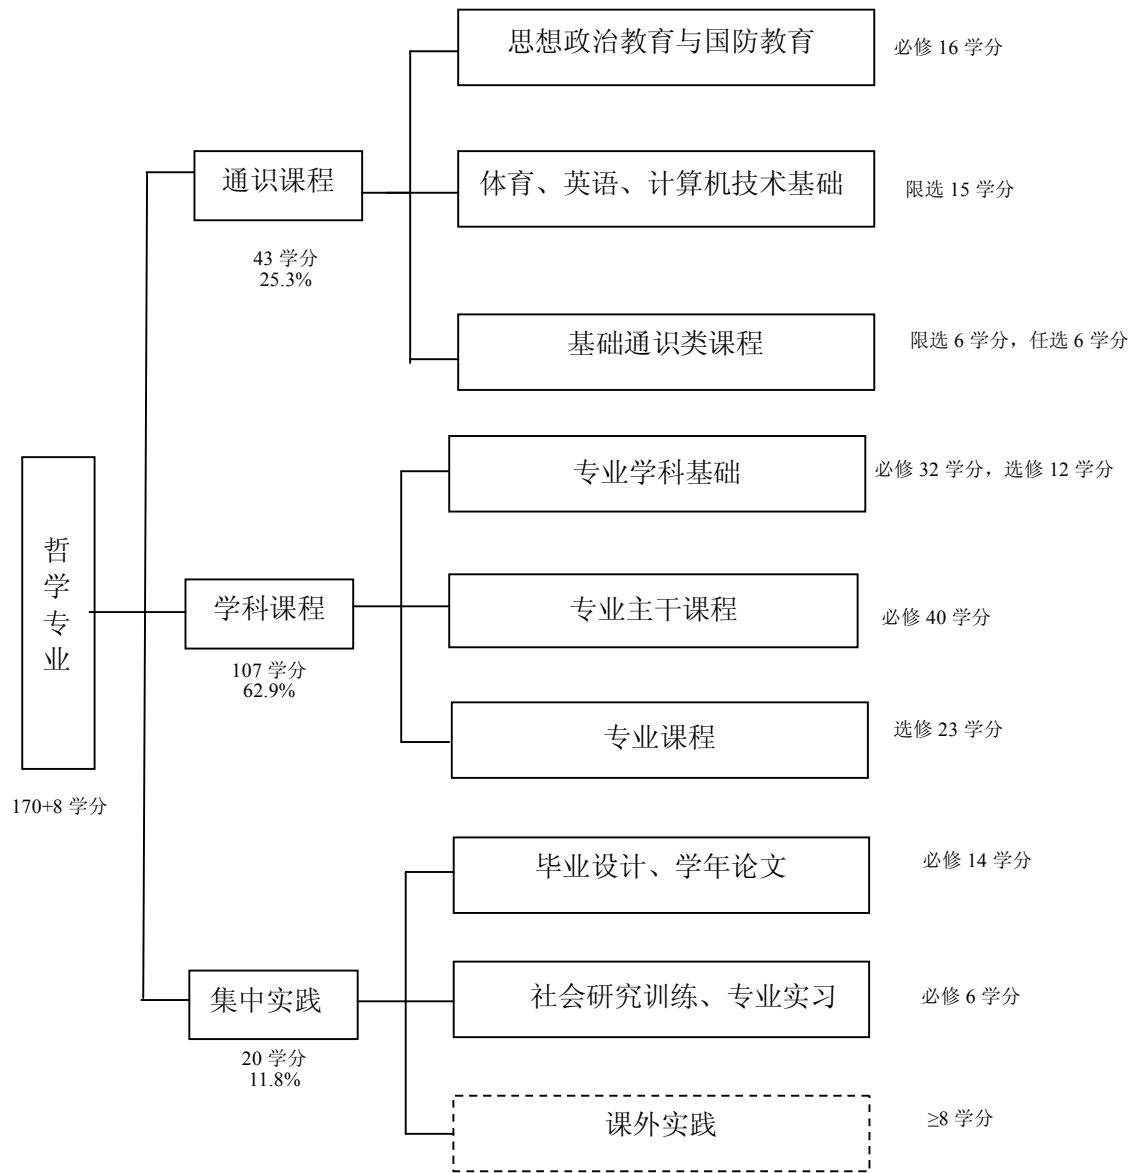 思想政治教育与国防教育
必修 16 学分
通识课程
43 学分
25.3%
体育、英语、计算机技术基础
限选 15 学分
基础通识类课程
限选 6 学分，任选 6 学分
哲
学
专
业
170+8 学分
学科课程
107 学分
62.9%
专业学科基础
必修 32 学分，选修 12 学分
专业主干课程
必修 40 学分
专业课程
选修 23 学分
集中实践
20 学分
11.8%
毕业设计、学年论文
必修 14 学分
社会研究训练、专业实习
必修 6 学分
课外实践
≥8 学分